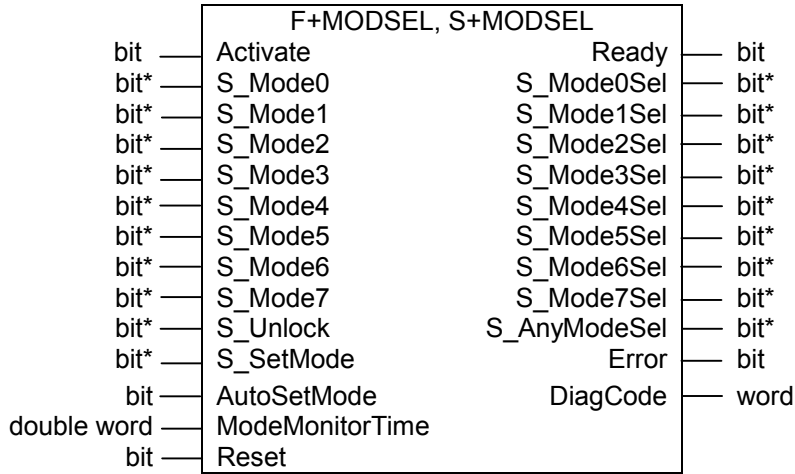 F+MODSEL, S+MODSEL
bit Activate Ready bit
bit* S_Mode0 S_Mode0Sel bit*
bit* S_Mode1 S_Mode1Sel bit*
bit* S_Mode2 S_Mode2Sel bit*
bit* S_Mode3 S_Mode3Sel bit*
bit* S_Mode4 S_Mode4Sel bit*
bit* S_Mode5 S_Mode5Sel bit*
bit* S_Mode6 S_Mode6Sel bit*
bit* S_Mode7 S_Mode7Sel bit*
bit* S_Unlock S_AnyModeSel bit*
bit* S_SetMode Error bit
bit AutoSetMode DiagCode word
double word ModeMonitorTime
bit Reset